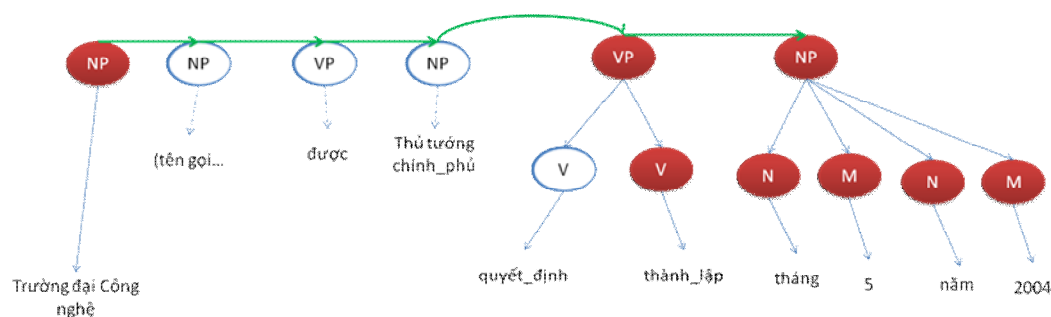 NP NP VP NP VP NP
(tên gọi...
được
Thủ tướng
chính_phủ
V V N M N M
Trường đại Công
nghệ
quyết_định thành_lập tháng 5 năm 2004